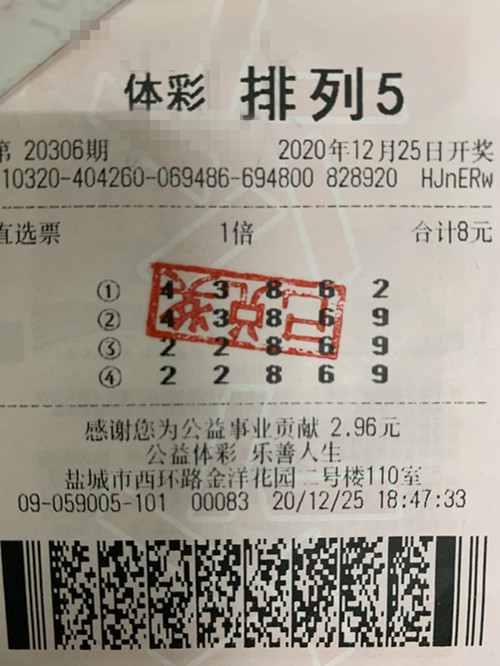 体彩 排列5
第 20306期 2020年12月25日开奖
10320-404260-069486-694800 828920 HJnERw
直选票 1倍 合计8元
① 4 3 8 6 2
② 4 3 8 6 9
③ 2 2 8 6 9
④ 2 2 8 6 9
已兑奖
感谢您为公益事业贡献 2.96元
公益体彩 乐善人生
盐城市西环路金洋花园二号楼110室
09-059005-101 00083 20/12/25 18:47:33